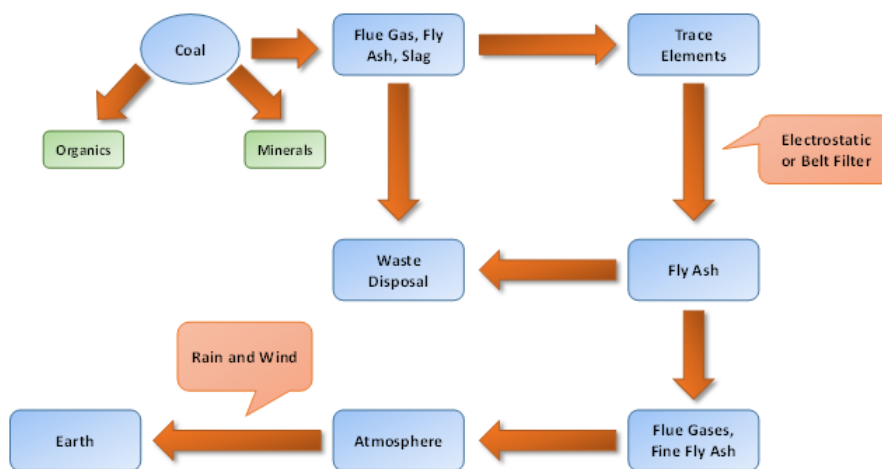 Coal
Flue Gas, Fly
Ash, Slag
Trace
Elements
Organics
Minerals
Electrostatic
or Belt Filter
Waste
Disposal
Fly Ash
Rain and Wind
Earth
Atmosphere
Flue Gases,
Fine Fly Ash